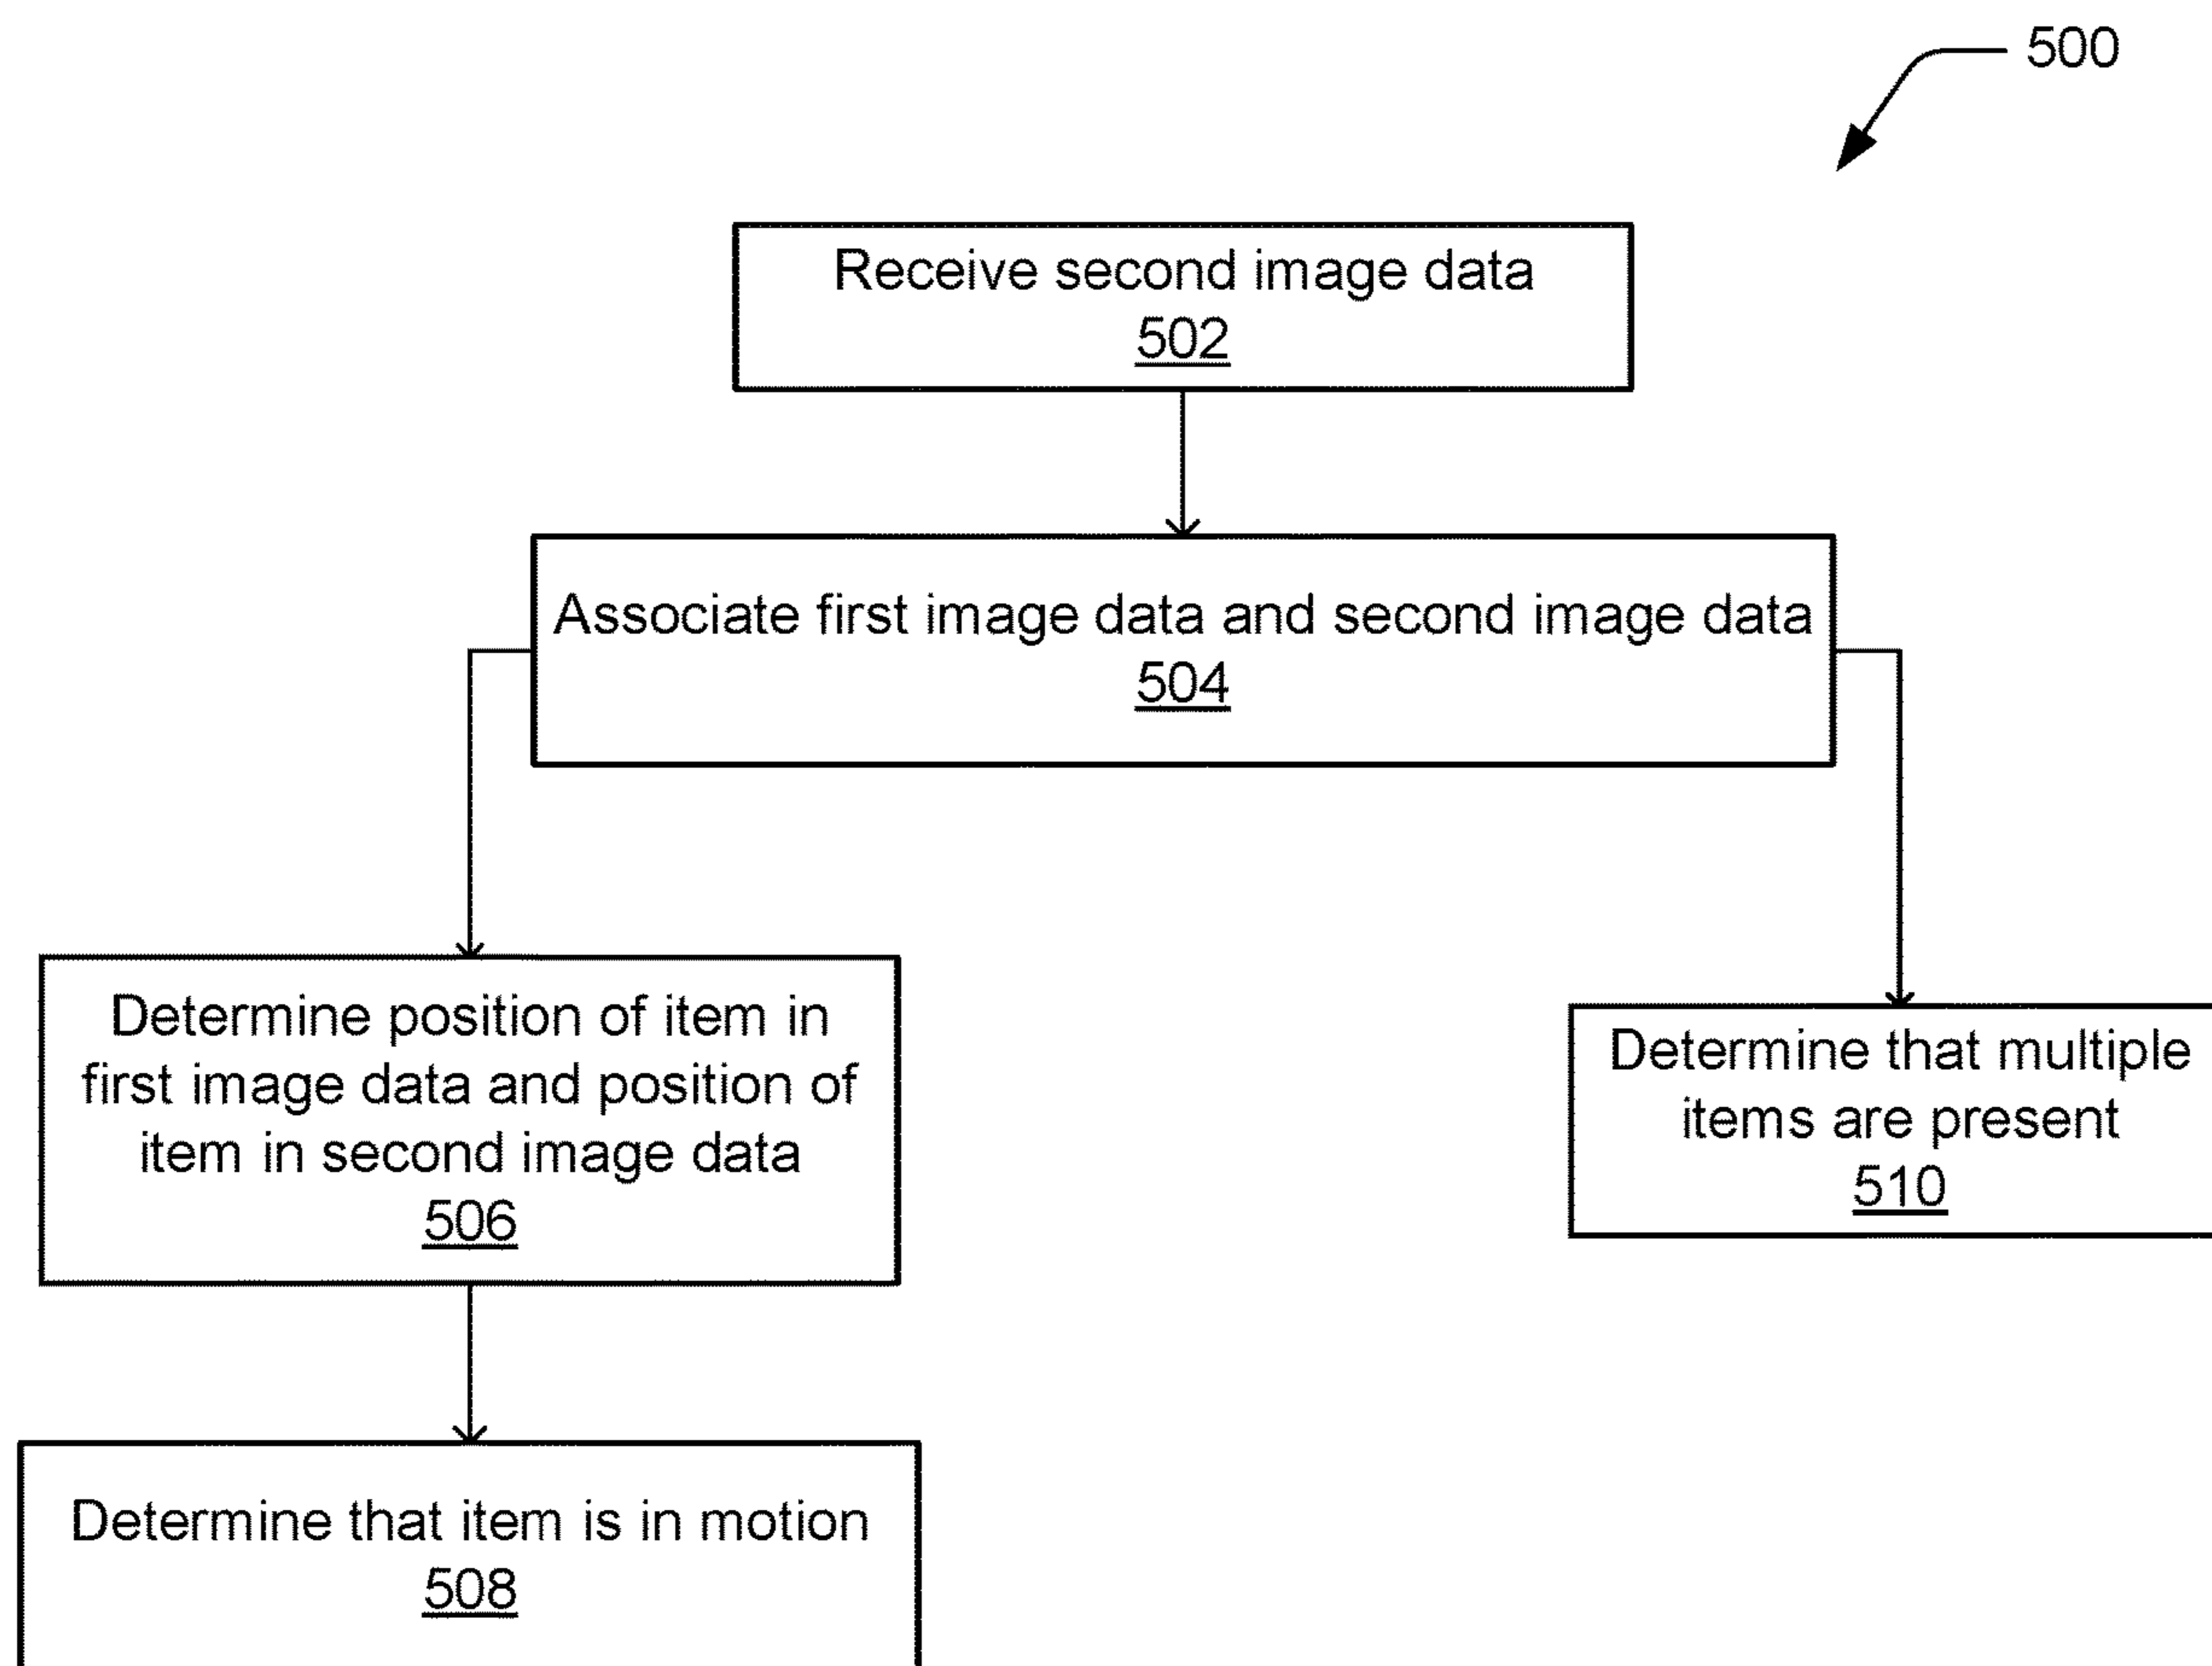 500
Receive second image data
502
Associate first image data and second image data
504
Determine position of item in
first image data and position of
item in second image data
506
Determine that multiple
items are present
510
Determine that item is in motion
508